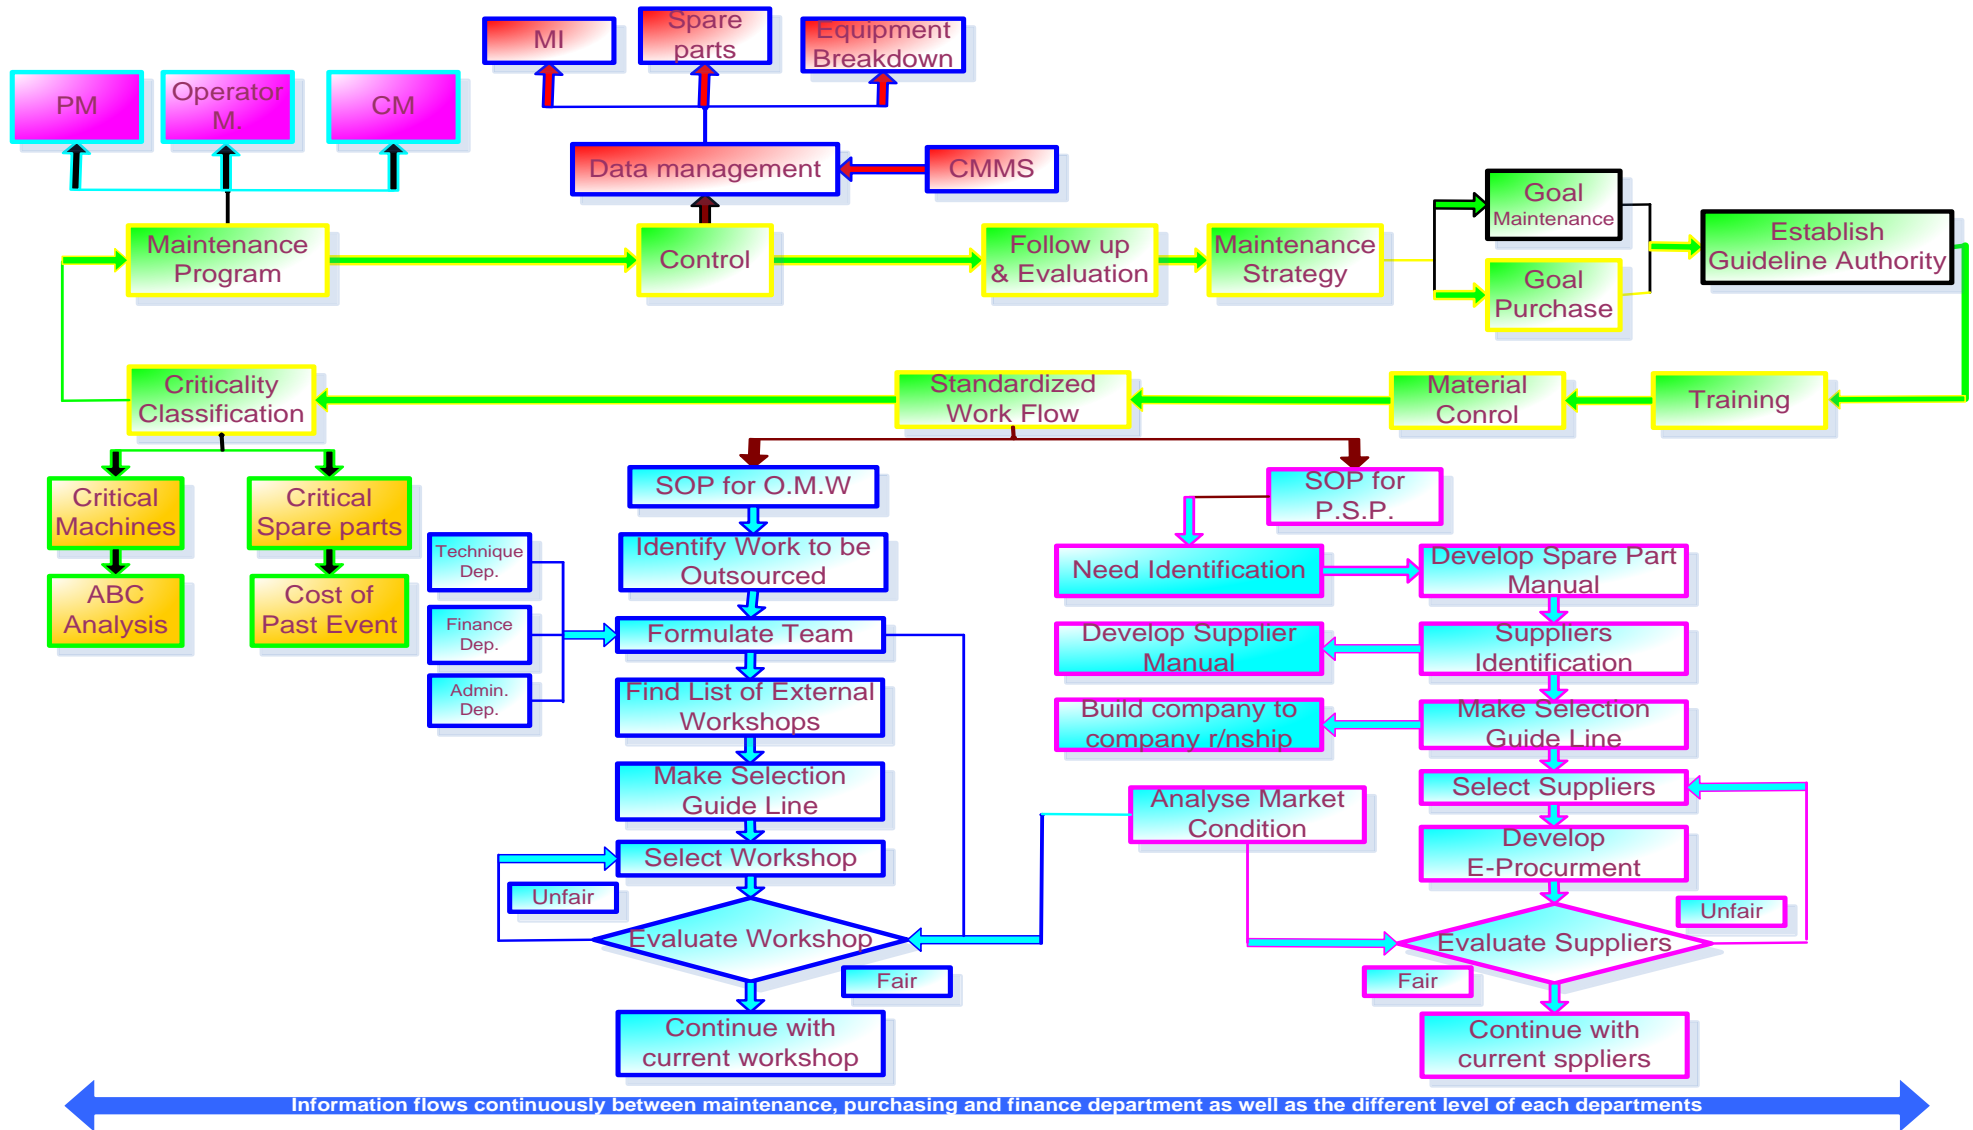 MI
Spare
parts
Equipment
Breakdown
PM
Operator
M.
CM
Data management
CMMS
Maintenance
Program
Control
Follow up
& Evaluation
Maintenance
Strategy
Goal
Maintenance
Goal
Purchase
Establish
Guideline Authority
Criticality
Classification
Standardized
Work Flow
Material
Conrol
Training
Critical
Machines
Critical
Spare parts
ABC
Analysis
Cost of
Past Event
SOP for O.M.W
Identify Work to be
Outsourced
Technique
Dep.
Finance
Dep.
Admin.
Dep.
Formulate Team
Find List of External
Workshops
Make Selection
Guide Line
Select Workshop
Unfair
Evaluate Workshop
Fair
Continue with
current workshop
SOP for
P.S.P.
Need Identification
Develop Spare Part
Manual
Develop Supplier
Manual
Suppliers
Identification
Build company to
company r/nship
Make Selection
Guide Line
Analyse Market
Condition
Select Suppliers
Develop
E-Procurment
Unfair
Evaluate Suppliers
Fair
Continue with
current sppliers
Information flows continuously between maintenance, purchasing and finance department as well as the different level of each departments